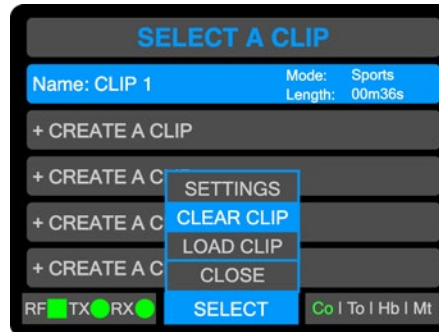 SELECT A CLIP
Name: CLIP 1 Mode: Sports
Length: 00m36s
+ CREATE A CLIP
+ CREATE A C
SETTINGS
CLEAR CLIP
+ CREATE A C
LOAD CLIP
+ CREATE A C
CLOSE
RF TX RX SELECT Co | To | Hb | Mt